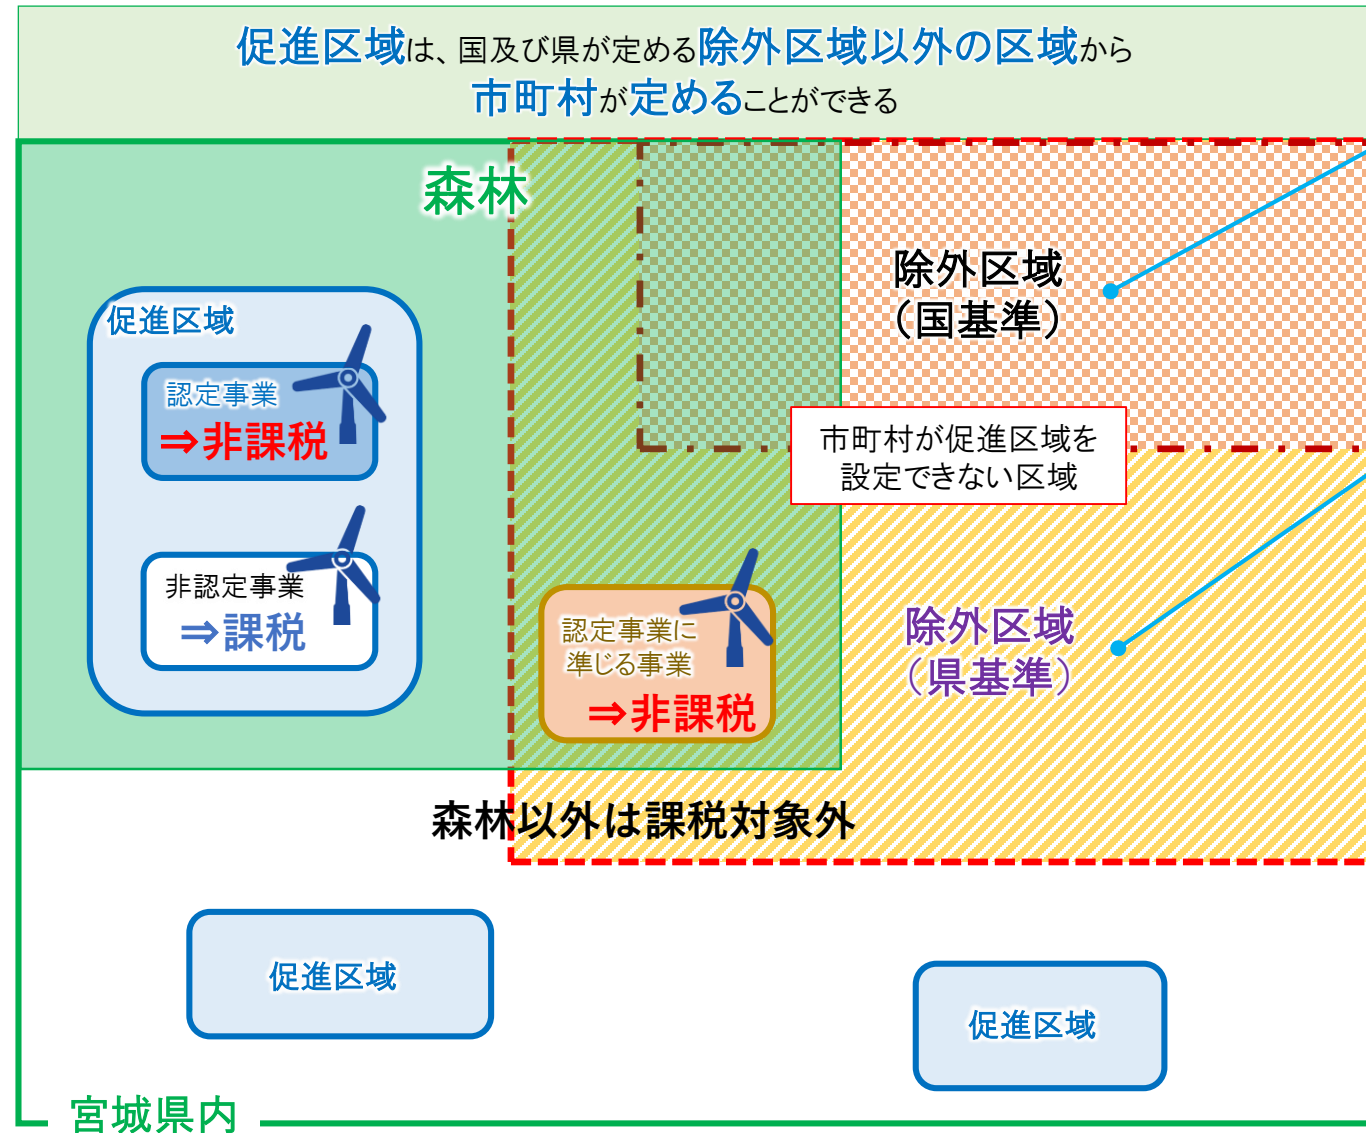 促進区域は、国及び県が定める除外区域以外の区域から
市町村が定めることができる
森林
除外区域
（国基準）
促進区域
認定事業
⇒非課税
市町村が促進区域を
設定できない区域
非認定事業
⇒課税
認定事業に
準じる事業
⇒非課税
除外区域
（県基準）
森林以外は課税対象外
促進区域
促進区域
宮城県内